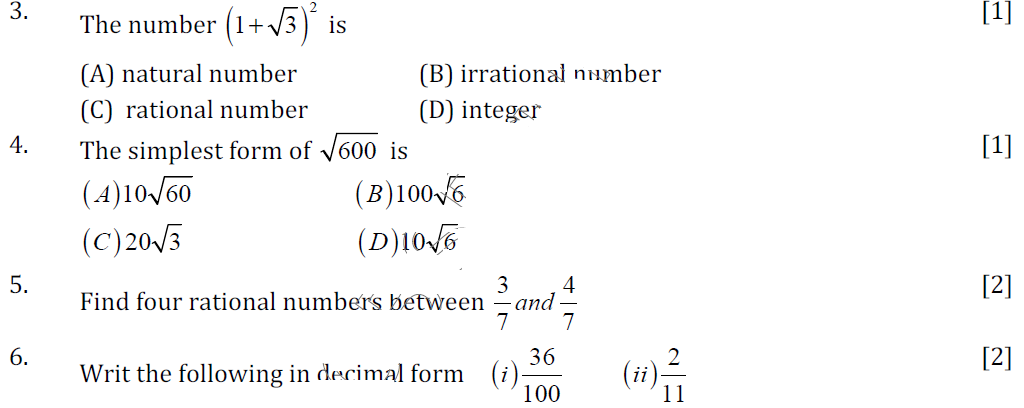 3. The number (1+√3)² is [1]
(A) natural number (B) irrational number
(C) rational number (D) integer
4. The simplest form of √600 is [1]
(A)10√60 (B)100√6
(C)20√3 (D)10√6
5. Find four rational numbers between 3/7 and 4/7 [2]
6. Writ the following in decimal form (i) 36/100 (ii) 2/11 [2]